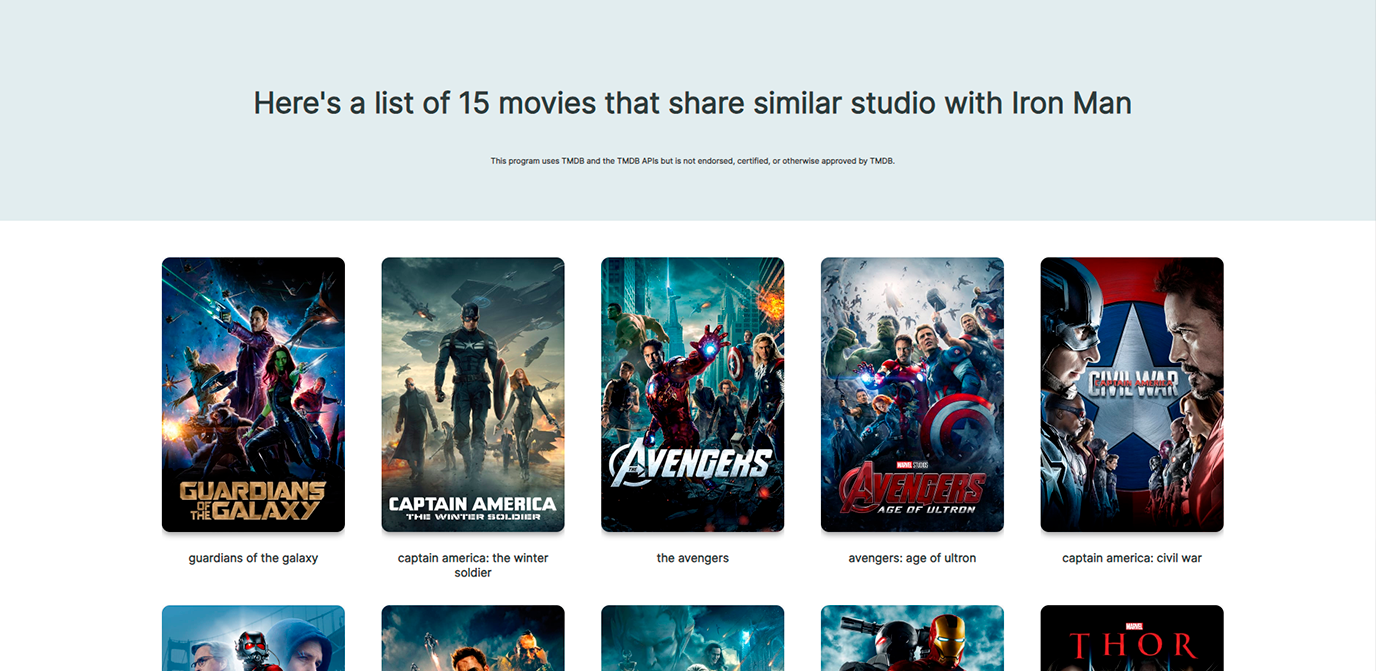 Here's a list of 15 movies that share similar studio with Iron Man
This program uses TMDB and the TMDB APIs but is not endorsed, certified, or otherwise approved by TMDB.
GUARDIANS
OF THE GALAXY
CAPTAIN AMERICA
THE WINTER SOLDIER
THE AVENGERS
MARVEL STUDIOS
AVENGERS
AGE OF ULTRON
CAPTAIN AMERICA
CIVIL WAR
guardians of the galaxy
captain america: the winter
soldier
the avengers
avengers: age of ultron
captain america: civil war
MARVEL
THOR